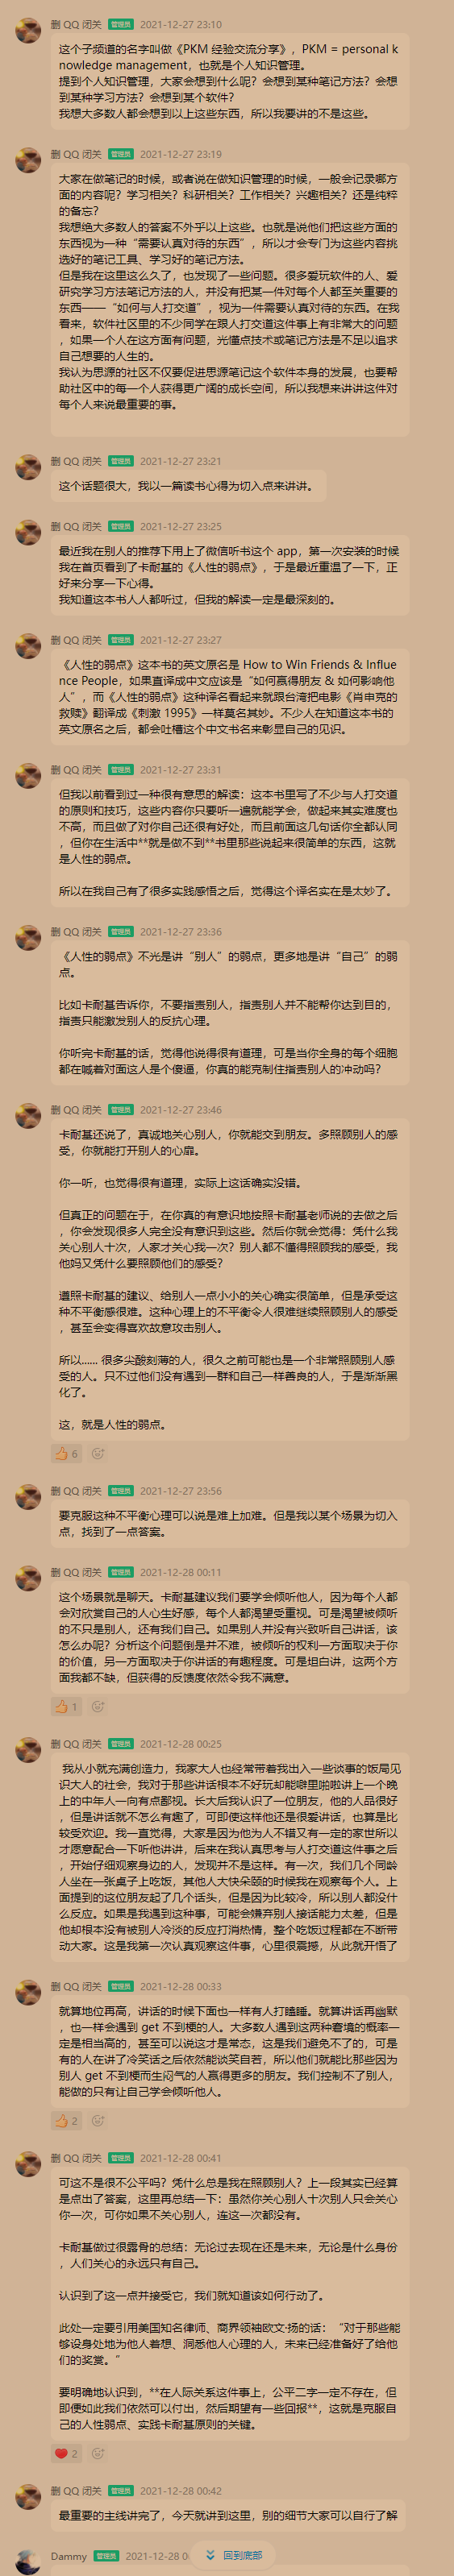 删 QQ 闭关 管理员 2021-12-27 23:10
这个子频道的名字叫做《PKM 经验交流分享》，PKM = personal k
nowledge management，也就是个人知识管理。
提到个人知识管理，大家会想到什么呢？会想到某种笔记方法？会想
到某种学习方法？会想到某个软件？
我想大多数人都会想到以上这些东西，所以我要讲的不是这些。
删 QQ 闭关 管理员 2021-12-27 23:19
大家在做笔记的时候，或者说在做知识管理的时候，一般会记录哪方
面的内容呢？学习相关？科研相关？工作相关？兴趣相关？还是纯粹
的备忘？
我想绝大多数人的答案不外乎以上这些。也就是说他们把这些方面的
东西视为一种“需要认真对待的东西”，所以才会专门为这些内容挑
选好的笔记工具、学习好的笔记方法。
但是我在这里这么久了，也发现了一些问题。很多爱玩软件的人、爱
研究学习方法笔记方法的人，并没有把某一件对每个人都至关重要的
东西——“如何与人打交道”，视为一件需要认真对待的东西。在我
看来，软件社区里的不少同学在跟人打交道这件事上有非常大的问题
，如果一个人在这方面有问题，光懂点技术或笔记方法是不足以追求
自己想要的人生的。
我认为思源的社区不仅要促进思源笔记这个软件本身的发展，也要帮
助社区中的每一个人获得更广阔的成长空间，所以我想来讲讲这件对
每个人来说最重要的事。
删 QQ 闭关 管理员 2021-12-27 23:21
这个话题很大，我以一篇读书心得为切入点来讲讲。
删 QQ 闭关 管理员 2021-12-27 23:25
最近我在别人的推荐下用上了微信听书这个 app，第一次安装的时候
我在首页看到了卡耐基的《人性的弱点》，于是最近重温了一下，正
好来分享一下心得。
我知道这本书人人都听过，但我的解读一定是最深刻的。
删 QQ 闭关 管理员 2021-12-27 23:27
《人性的弱点》这本书的英文原名是 How to Win Friends & Influe
nce People，如果直译成中文应该是“如何赢得朋友 & 如何影响他
人”，而《人性的弱点》这种译名看起来就跟台湾把电影《肖申克的
救赎》翻译成《刺激 1995》一样莫名其妙。不少人在知道这本书的
英文原名之后，都会吐槽这个中文书名来彰显自己的见识。
删 QQ 闭关 管理员 2021-12-27 23:31
但我以前看到过一种很有意思的解读：这本书里写了不少与人打交道
的原则和技巧，这些内容你只要听一遍就能学会，做起来其实难度也
不高，而且做了对你自己还很有好处，而且前面这几句话你全都认同
，但你在生活中**就是做不到**书里那些说起来很简单的东西，这就
是人性的弱点。
所以在我自己有了很多实践感悟之后，觉得这个译名实在是太妙了。
删 QQ 闭关 管理员 2021-12-27 23:36
《人性的弱点》不光是讲“别人”的弱点，更多地是讲“自己”的弱
点。
比如卡耐基告诉你，不要指责别人，指责别人并不能帮你达到目的，
指责只能激发别人的反抗心理。
你听完卡耐基的话，觉得他说得很有道理，可是当你全身的每个细胞
都在喊着对面这人是个傻逼，你真的能克制住指责别人的冲动吗？
删 QQ 闭关 管理员 2021-12-27 23:46
卡耐基还说了，真诚地关心别人，你就能交到朋友。多照顾别人的感
受，你就能打开别人的心扉。
你一听，也觉得很有道理，实际上这话确实没错。
但真正的问题在于，在你真的有意识地按照卡耐基老师说的去做之后
，你会发现很多人完全没有意识到这些。然后你就会觉得：凭什么我
关心别人十次，人家才关心我一次？别人都不懂得照顾我的感受，我
他妈又凭什么要照顾他们的感受？
遵照卡耐基的建议、给别人一点小小的关心确实很简单，但是承受这
种不平衡感很难。这种心理上的不平衡令人很难继续照顾别人的感受
，甚至会变得喜欢故意攻击别人。
所以…… 很多尖酸刻薄的人，很久之前可能也是一个非常照顾别人感
受的人。只不过他们没有遇到一群和自己一样善良的人，于是渐渐黑
化了。
这，就是人性的弱点。
6
删 QQ 闭关 管理员 2021-12-27 23:56
要克服这种不平衡心理可以说是难上加难。但是我以某个场景为切入
点，找到了一点答案。
删 QQ 闭关 管理员 2021-12-28 00:11
这个场景就是聊天。卡耐基建议我们要学会倾听他人，因为每个人都
会对欣赏自己的人心生好感，每个人都渴望受重视。可是渴望被倾听
的不只是别人，还有我们自己。如果别人并没有兴致听自己讲话，该
怎么办呢？分析这个问题倒是并不难，被倾听的权利一方面取决于你
的价值，另一方面取决于你讲话的有趣程度。可是坦白讲，这两个方
面我都不缺，但获得的反馈度依然令我不满意。
1
删 QQ 闭关 管理员 2021-12-28 00:25
我从小就充满创造力，我家大人也经常带着我出入一些谈事的饭局见
识大人的社会，我对于那些讲话根本不好玩却能噼里啪啦讲上一个晚
上的中年人一向有点鄙视。长大后我认识了一位朋友，他的人品很好
，但是讲话就不怎么有趣了，可即使这样他还是很爱讲话，也算是比
较受欢迎。我一直觉得，大家是因为他为人不错又有一定的家世所以
才愿意配合一下听他讲讲，后来在我认真思考与人打交道这件事之后
，开始仔细观察身边的人，发现并不是这样。有一次，我们几个同龄
人坐在一张桌子上吃饭，其他人大快朵颐的时候我在观察每个人。上
面提到的这位朋友起了几个话头，但是因为比较冷，所以别人都没什
么反应。如果是我遇到这种事，可能会嫌弃别人接话能力太差，但是
他却根本没有被别人冷淡的反应打消热情，整个吃饭过程都在不断带
动大家。这是我第一次认真观察这件事，心里很震撼，从此就开悟了
删 QQ 闭关 管理员 2021-12-28 00:33
就算地位再高，讲话的时候下面也一样有人打瞌睡。就算讲话再幽默
，也一样会遇到 get 不到梗的人。大多数人遇到这两种窘境的概率一
定是相当高的，甚至可以说这才是常态，这是我们避免不了的，可是
有的人在讲了冷笑话之后依然能谈笑自若，所以他们就能比那些因为
别人 get 不到梗而生闷气的人赢得更多的朋友。我们控制不了别人，
能做的只有让自己学会倾听他人。
2
删 QQ 闭关 管理员 2021-12-28 00:41
可这不是很不公平吗？凭什么总是我在照顾别人？上一段其实已经算
是点出了答案，这里再总结一下：虽然你关心别人十次别人只会关心
你一次，可你如果不关心别人，连这一次都没有。
卡耐基做过很露骨的总结：无论过去现在还是未来，无论是什么身份
，人们关心的永远只有自己。
认识到了这一点并接受它，我们就知道该如何行动了。
此处一定要引用美国知名律师、商界领袖欧文·扬的话：“对于那些能
够设身处地为他人着想、洞悉他人心理的人，未来已经准备好了给他
们的奖赏。”
要明确地认识到，**在人际关系这件事上，公平二字一定不存在，但
即便如此我们依然可以付出，然后期望有一些回报**，这就是克服自
己的人性弱点、实践卡耐基原则的关键。
2
删 QQ 闭关 管理员 2021-12-28 00:42
最重要的主线讲完了，今天就讲到这里，别的细节大家可以自行了解
Dammy 管理员 2021-12-28 0
回到底部